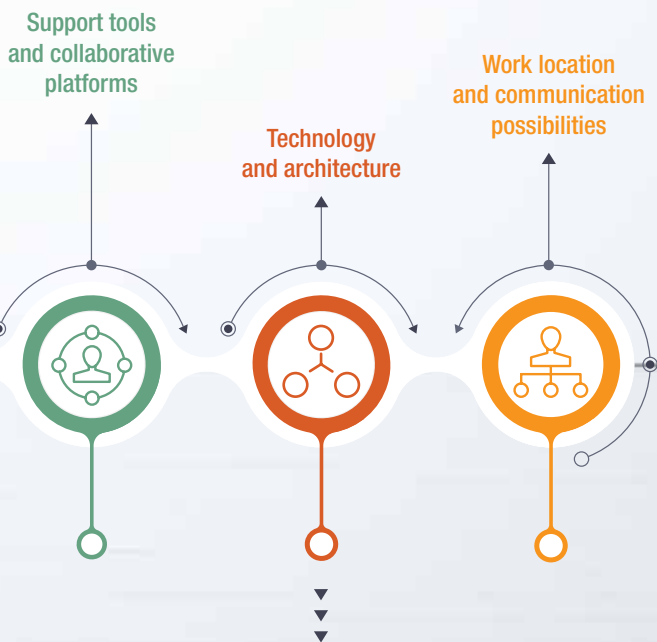 Support tools
and collaborative
platforms
Technology
and architecture
Work location
and communication
possibilities